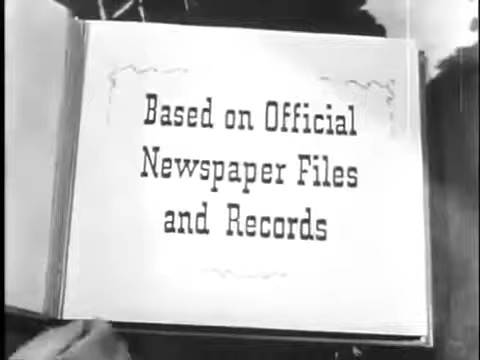 Based on Official
Newspaper Files
and Records